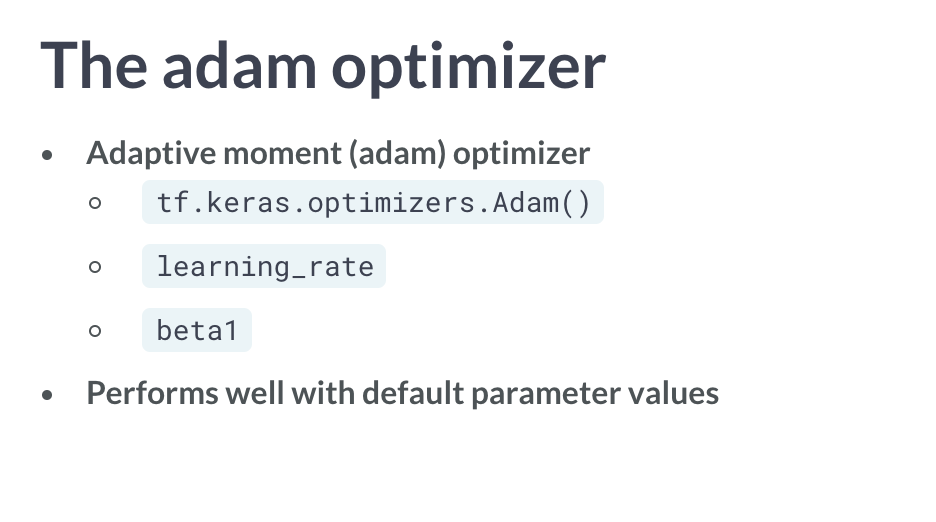 The adam optimizer
• Adaptive moment (adam) optimizer
○ tf.keras.optimizers.Adam()
○ learning_rate
○ beta1
• Performs well with default parameter values